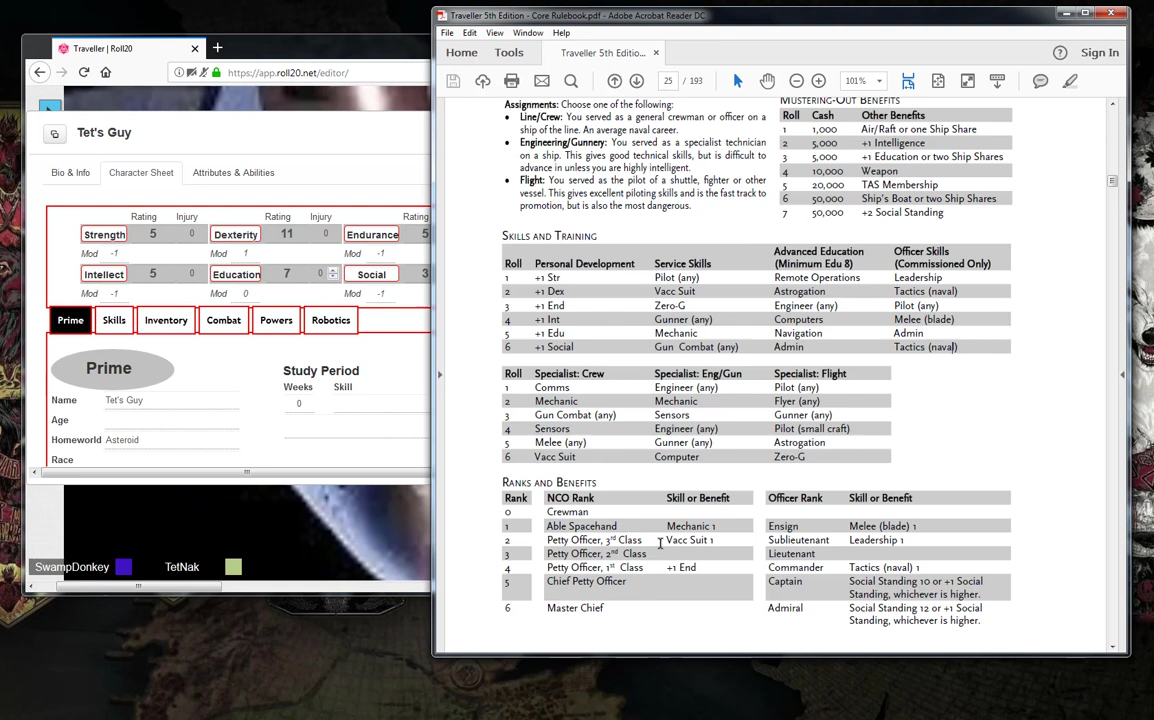 Traveller | Roll20
https://app.roll20.net/editor/
Tet's Guy
Bio & Info Character Sheet Attributes & Abilities
Rating Injury Rating Injury Rating
Strength 5 0 Dexterity 11 0 Endurance 5
Mod -1 Mod 1 Mod -1
Intellect 5 0 Education 7 0 Social 3
Mod -1 Mod 0 Mod -1
Prime Skills Inventory Combat Powers Robotics
Prime
Study Period
Weeks Skill
0
Name Tet's Guy
Age
Homeworld Asteroid
Race
SwampDonkey TetNak
Traveller 5th Edition - Core Rulebook.pdf - Adobe Acrobat Reader DC
File Edit View Window Help
Home Tools Traveller 5th Editio... Sign In
25 / 193 101%
Assignments: Choose one of the following:
• Line/Crew: You served as a general crewman or officer on a
ship of the line. An average naval career.
• Engineering/Gunnery: You served as a specialist technician
on a ship. This gives good technical skills, but is difficult to
advance in unless you are highly intelligent.
• Flight: You served as the pilot of a shuttle, fighter or other
vessel. This gives excellent piloting skills and is the fast track to
promotion, but is also the most dangerous.
Mustering-Out Benefits
Roll Cash Other Benefits
1 1,000 Air/Raft or one Ship Share
2 5,000 +1 Intelligence
3 5,000 +1 Education or two Ship Shares
4 10,000 Weapon
5 20,000 TAS Membership
6 50,000 Ship's Boat or two Ship Shares
7 50,000 +2 Social Standing
Skills and Training
Advanced Education Officer Skills
Roll Personal Development Service Skills (Minimum Edu 8) (Commissioned Only)
1 +1 Str Pilot (any) Remote Operations Leadership
2 +1 Dex Vacc Suit Astrogation Tactics (naval)
3 +1 End Zero-G Engineer (any) Pilot (any)
4 +1 Int Gunner (any) Computers Melee (blade)
5 +1 Edu Mechanic Navigation Admin
6 +1 Social Gun Combat (any) Admin Tactics (naval)
Roll Specialist: Crew Specialist: Eng/Gun Specialist: Flight
1 Comms Engineer (any) Pilot (any)
2 Mechanic Mechanic Flyer (any)
3 Gun Combat (any) Sensors Gunner (any)
4 Sensors Engineer (any) Pilot (small craft)
5 Melee (any) Gunner (any) Astrogation
6 Vacc Suit Computer Zero-G
Ranks and Benefits
Rank NCO Rank Skill or Benefit Officer Rank Skill or Benefit
0 Crewman
1 Able Spacehand Mechanic 1 Ensign Melee (blade) 1
2 Petty Officer, 3rd Class Vacc Suit 1 Sublieutenant Leadership 1
3 Petty Officer, 2nd Class Lieutenant
4 Petty Officer, 1st Class +1 End Commander Tactics (naval) 1
5 Chief Petty Officer Captain Social Standing 10 or +1 Social
Standing, whichever is higher.
6 Master Chief Admiral Social Standing 12 or +1 Social
Standing, whichever is higher.